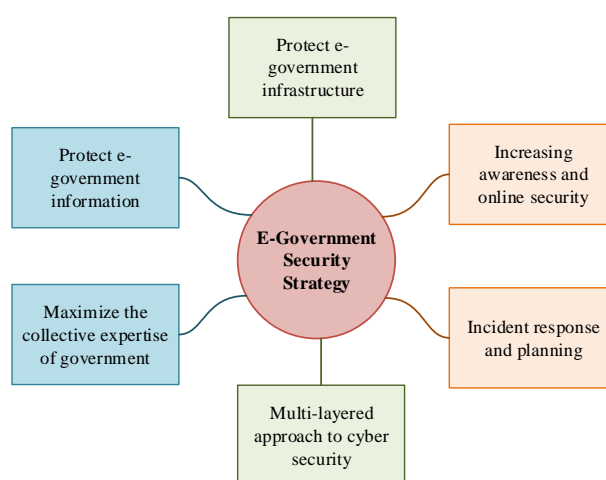 Protect e-
government
infrastructure
Protect e-
government
information
Increasing
awareness and
online security
E-Government
Security
Strategy
Maximize the
collective expertise
of government
Incident response
and planning
Multi-layered
approach to cyber
security